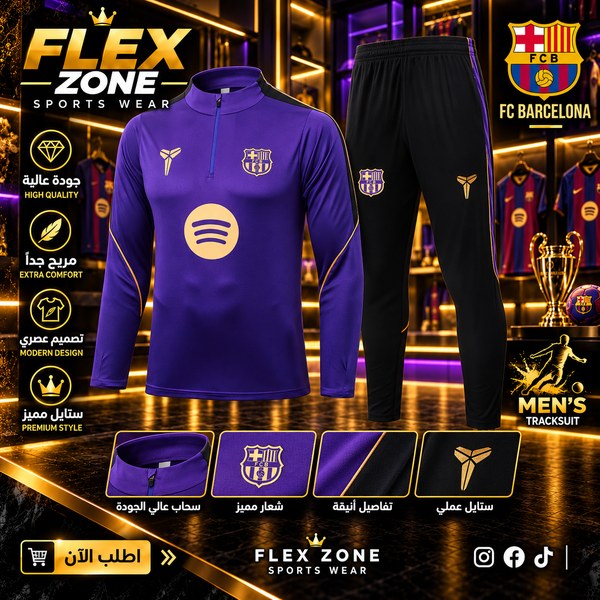 FLEX
ZONE
SPORTS WEAR
FCB
FC BARCELONA
جودة عالية
HIGH QUALITY
مريح جداً
EXTRA COMFORT
تصميم عصري
MODERN DESIGN
ستايل مميز
PREMIUM STYLE
MEN'S
TRACKSUIT
FCB
سحاب عالي الجودة
شعار مميز
تفاصيل أنيقة
ستايل عملي
اطلب الآن
FLEX ZONE
SPORTS WEAR